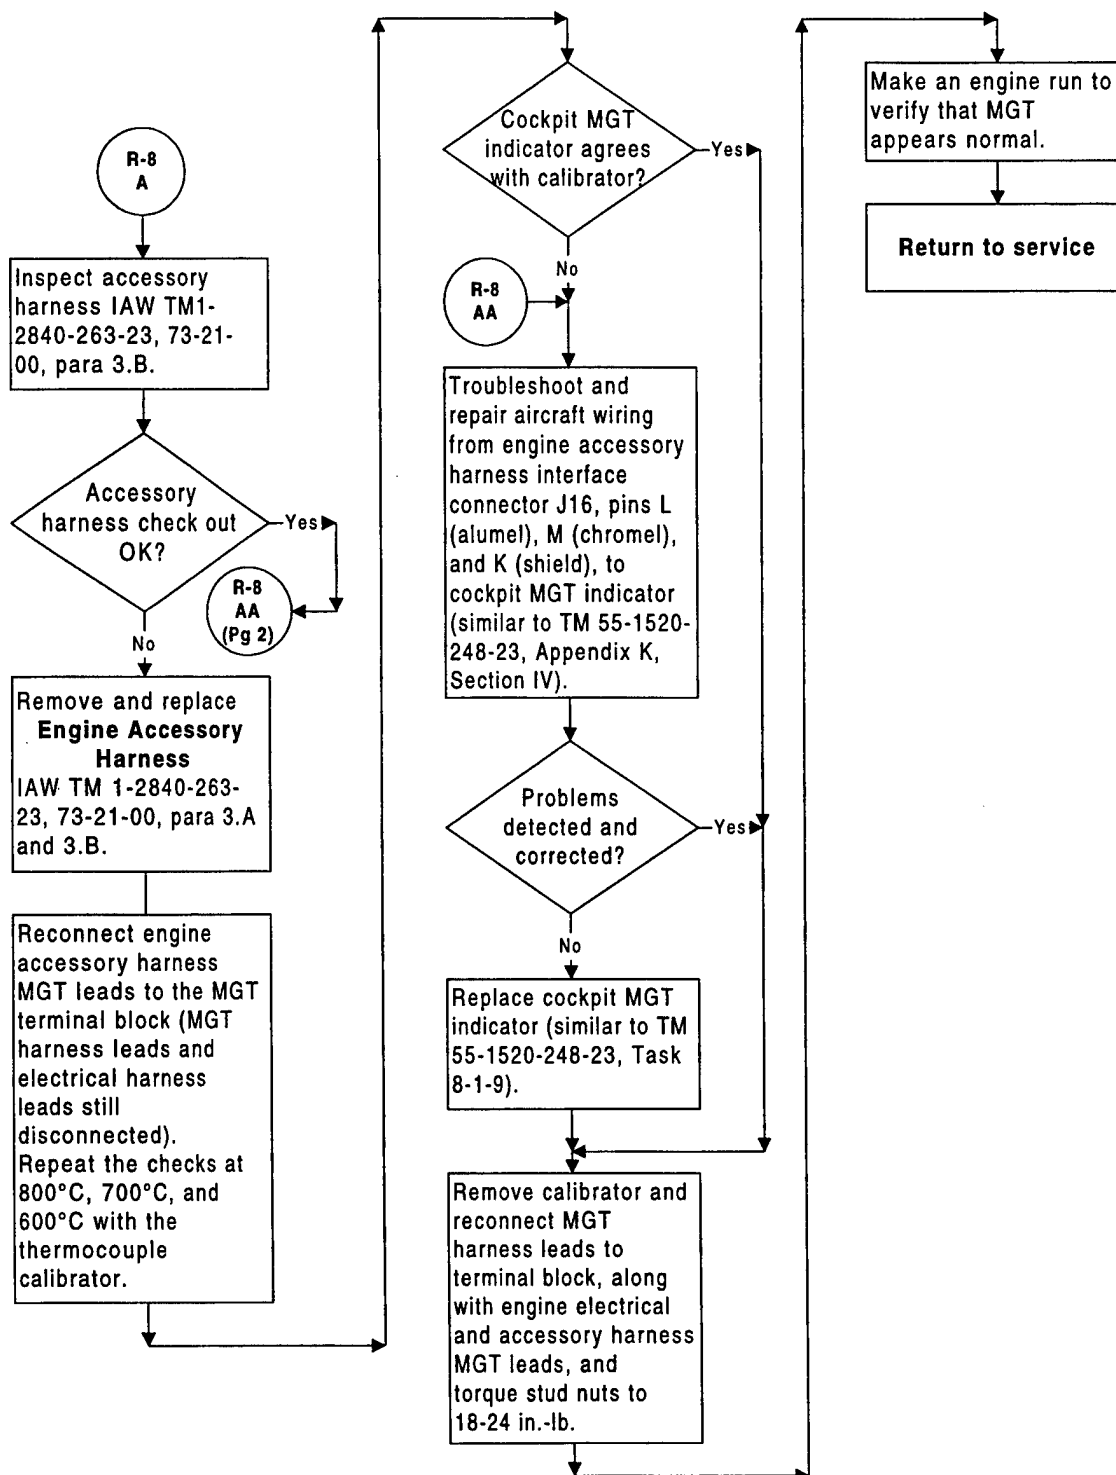 R-8
A
Inspect accessory
harness IAW TM1-
2840-263-23, 73-21-
00, para 3.B.
Accessory
harness check out
OK?
Yes
R-8
AA
(Pg 2)
No
Remove and replace
Engine Accessory
Harness
IAW TM 1-2840-263-
23, 73-21-00, para 3.A
and 3.B.
Reconnect engine
accessory harness
MGT leads to the MGT
terminal block (MGT
harness leads and
electrical harness
leads still
disconnected).
Repeat the checks at
800°C, 700°C, and
600°C with the
thermocouple
calibrator.
Cockpit MGT
indicator agrees
with calibrator?
Yes
No
R-8
AA
Troubleshoot and
repair aircraft wiring
from engine accessory
harness interface
connector J16, pins L
(alumel), M (chromel),
and K (shield), to
cockpit MGT indicator
(similar to TM 55-1520-
248-23, Appendix K,
Section IV).
Problems
detected and
corrected?
Yes
No
Replace cockpit MGT
indicator (similar to TM
55-1520-248-23, Task
8-1-9).
Remove calibrator and
reconnect MGT
harness leads to
terminal block, along
with engine electrical
and accessory harness
MGT leads, and
torque stud nuts to
18-24 in.-lb.
Make an engine run to
verify that MGT
appears normal.
Return to service